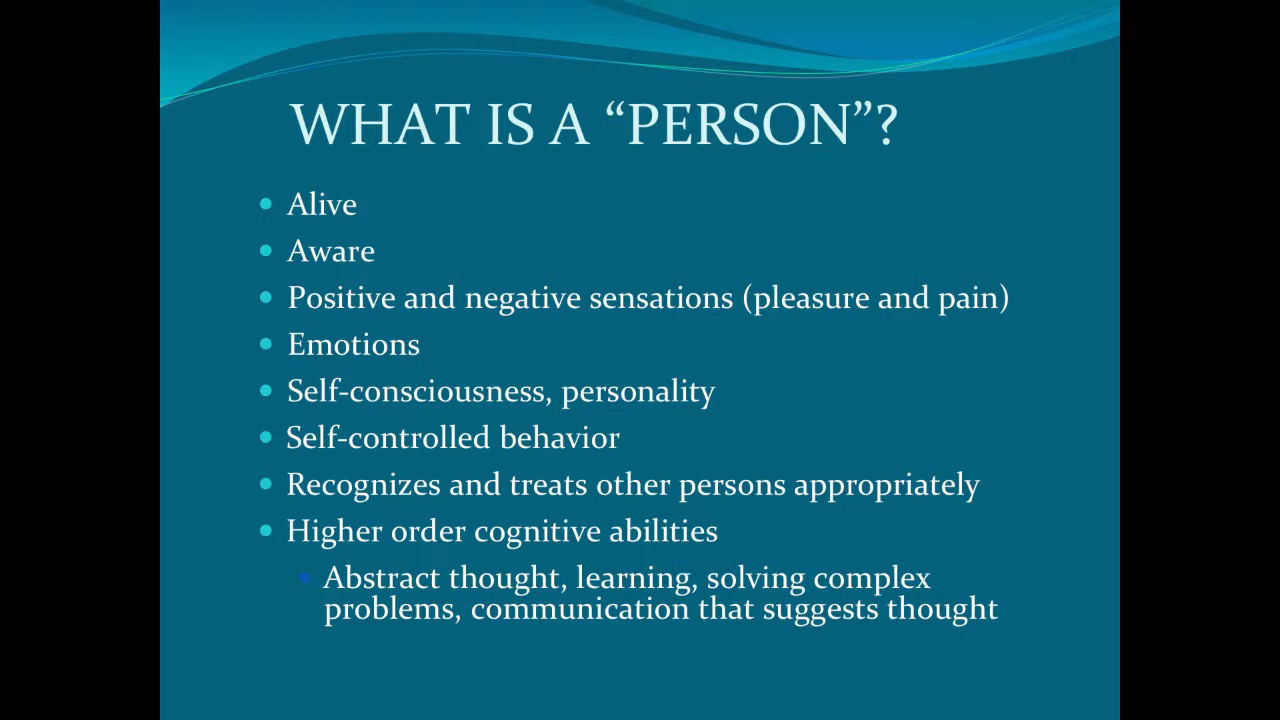 WHAT IS A “PERSON”?
Alive
Aware
Positive and negative sensations (pleasure and pain)
Emotions
Self-consciousness, personality
Self-controlled behavior
Recognizes and treats other persons appropriately
Higher order cognitive abilities
Abstract thought, learning, solving complex
problems, communication that suggests thought